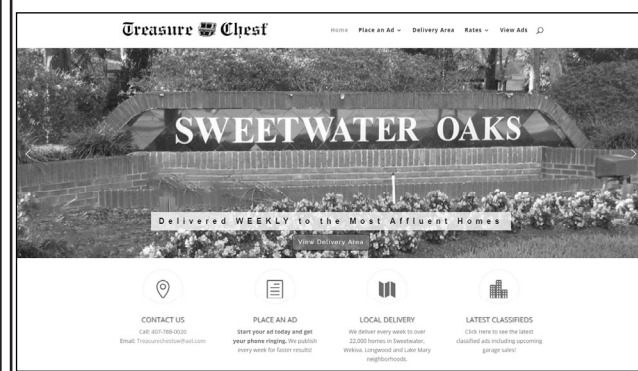 Treasure Chest
Home Place an Ad Delivery Area Rates View Ads
SWEETWATER OAKS
Delivered WEEKLY to the Most Affluent Homes
View Delivery Area
CONTACT US
Call: 407-788-0020
Email: Treasurechestsw@aol.com
PLACE AN AD
Start your ad today and get
your phone ringing. We publish
every week for faster results!
LOCAL DELIVERY
We deliver every week to over
22,000 homes in Sweetwater,
Wekiva, Longwood and Lake Mary
neighborhoods.
LATEST CLASSIFIEDS
Click Here to see the latest
classified ads including upcoming
garage sales!